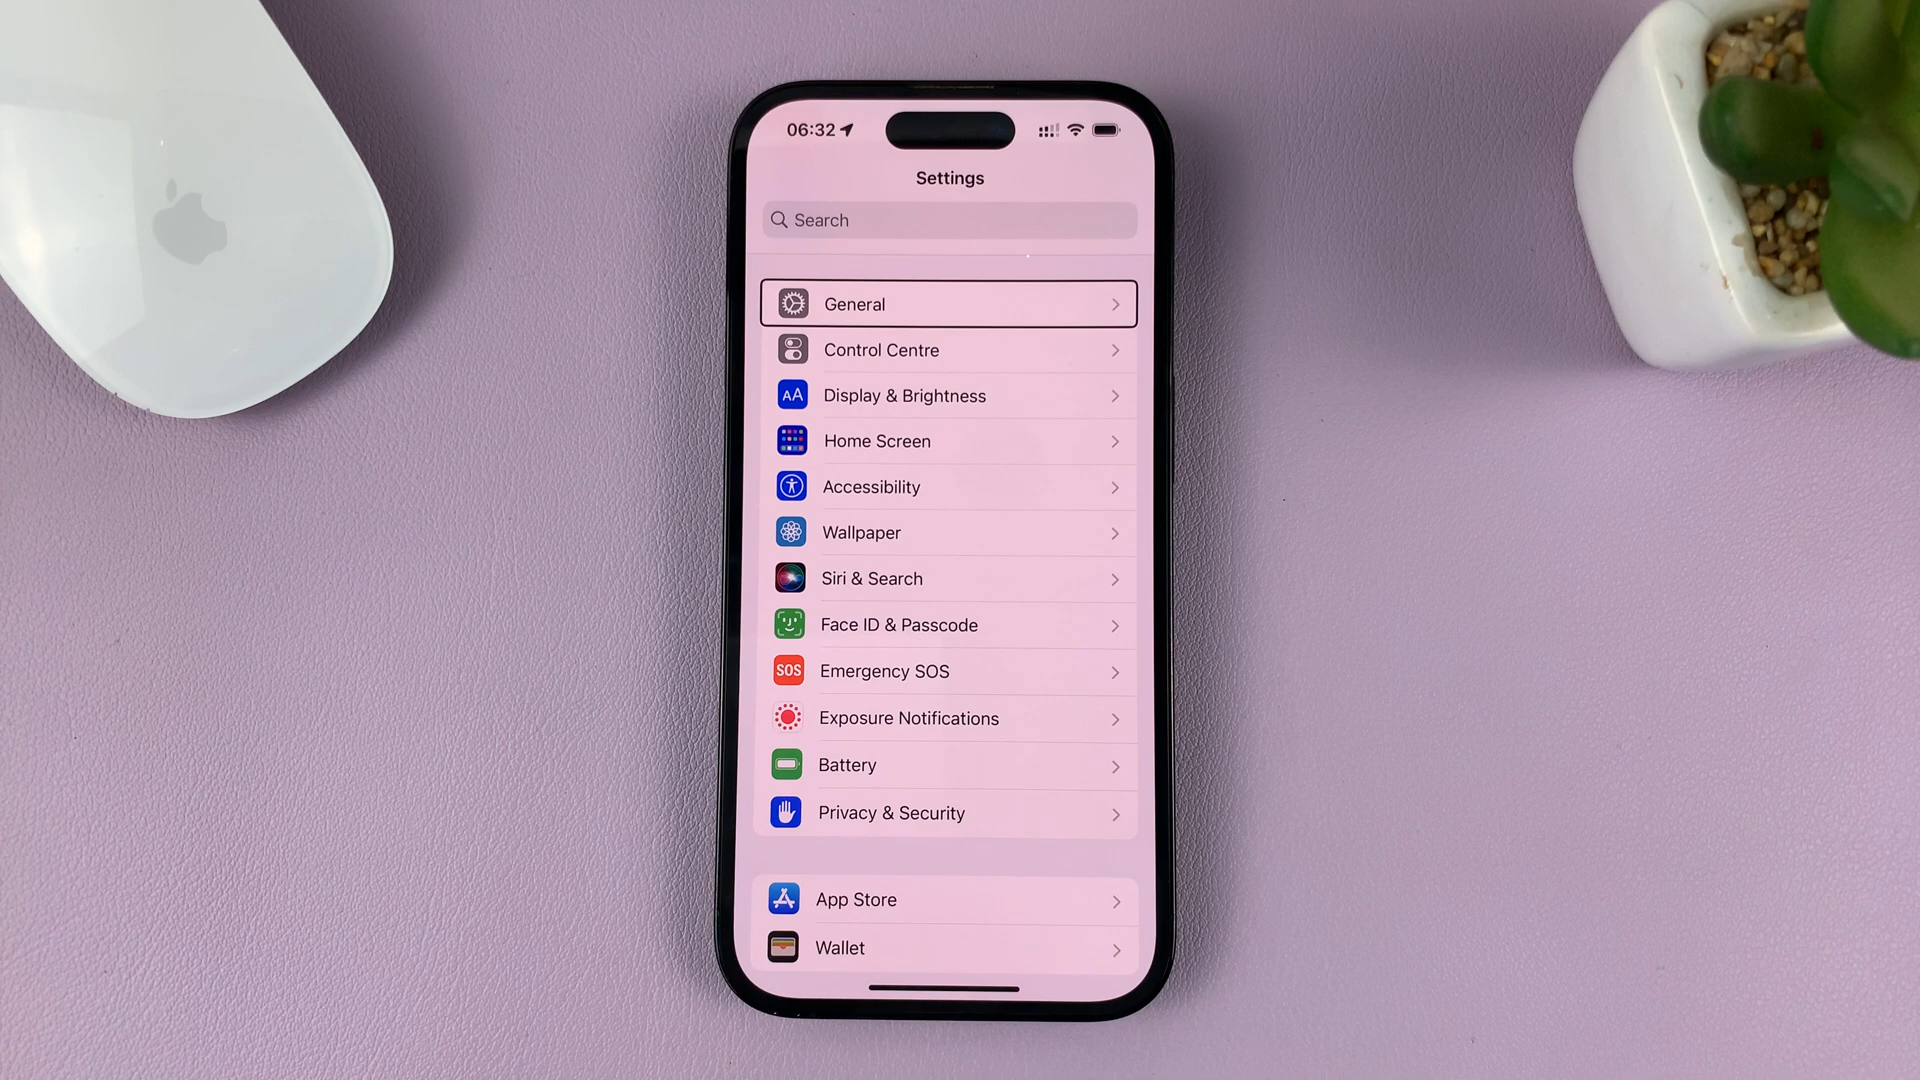 06:32
Settings
Search
General
Control Centre
AA Display & Brightness
Home Screen
Accessibility
Wallpaper
Siri & Search
Face ID & Passcode
SOS Emergency SOS
Exposure Notifications
Battery
Privacy & Security
App Store
Wallet